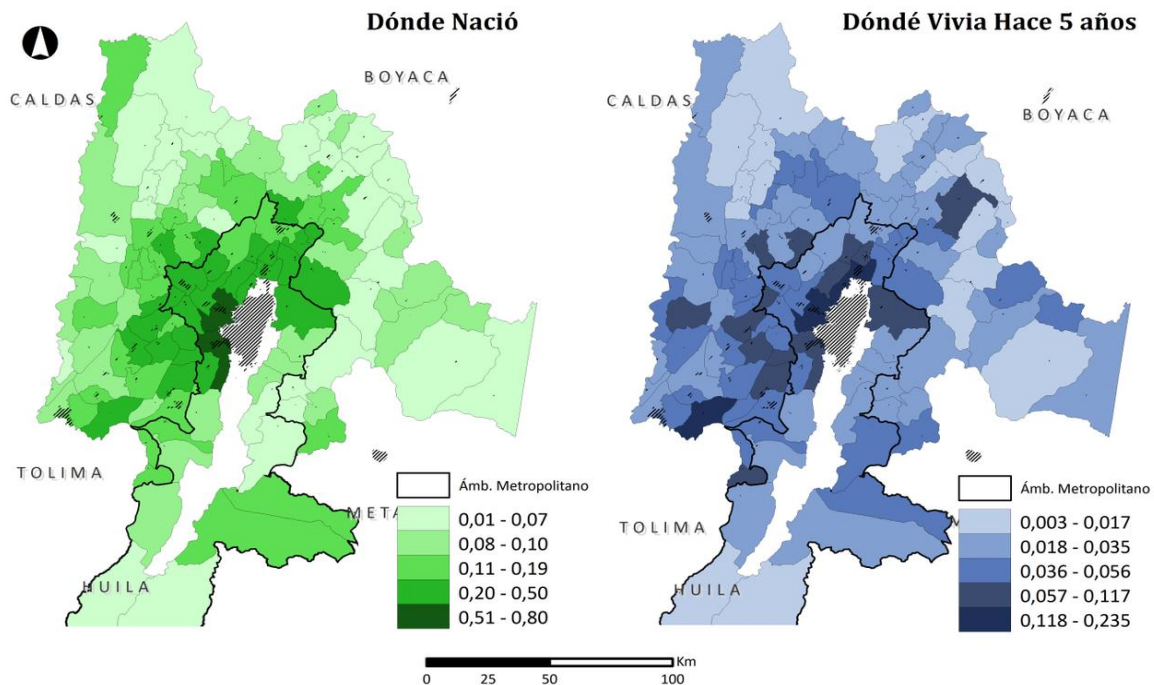 Dónde Nació
BOYACA
CALDAS
TOLIMA
META
HUILA
Ámb. Metropolitano
0,01 - 0,07
0,08 - 0,10
0,11 - 0,19
0,20 - 0,50
0,51 - 0,80
Dóndé Vivia Hace 5 años
CALDAS
BOYACA
TOLIMA
M
HUILA
Ámb. Metropolitano
0,003 - 0,017
0,018 - 0,035
0,036 - 0,056
0,057 - 0,117
0,118 - 0,235
Km
0 25 50 100